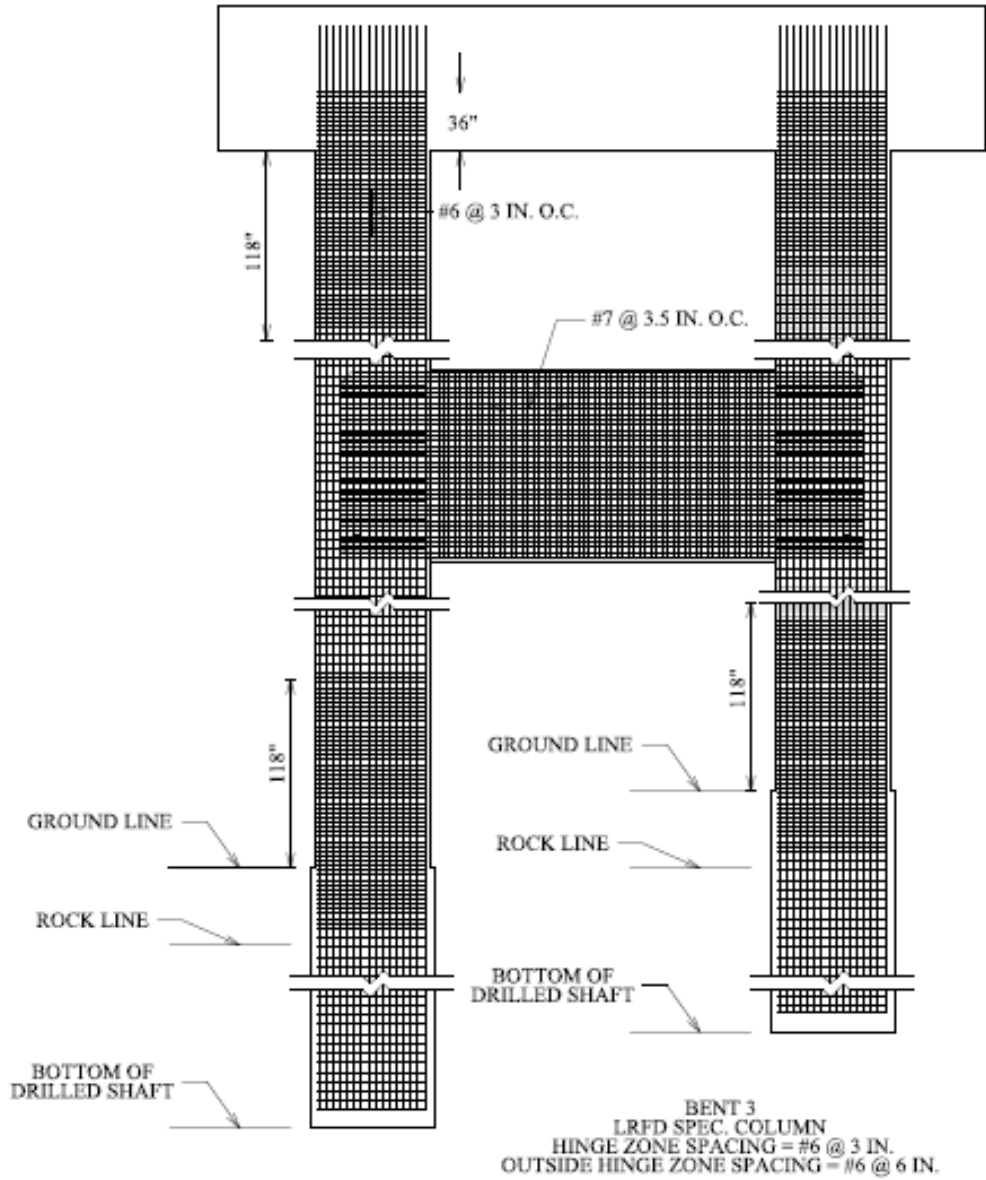 36"
#6 @ 3 IN. O.C.
118"
#7 @ 3.5 IN. O.C.
118"
118"
GROUND LINE
GROUND LINE
ROCK LINE
ROCK LINE
BOTTOM OF
DRILLED SHAFT
BOTTOM OF
DRILLED SHAFT
BENT 3
LRFD SPEC. COLUMN
HINGE ZONE SPACING = #6 @ 3 IN.
OUTSIDE HINGE ZONE SPACING = #6 @ 6 IN.